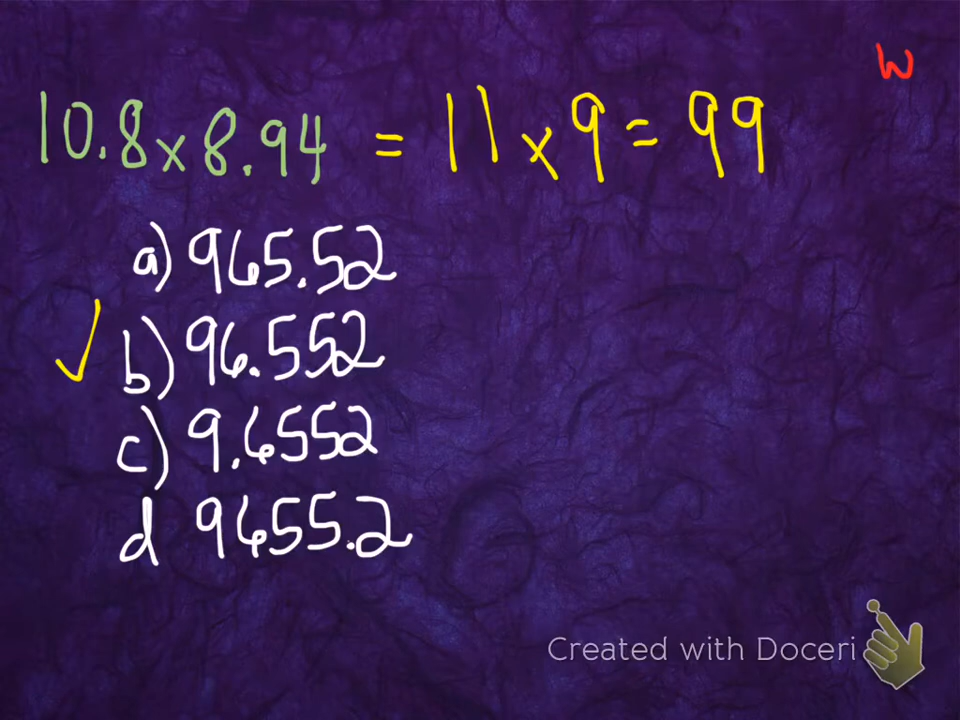 W
10.8 x 8.94 = 11 x 9 = 99
a) 965.52
✓ b) 96.552
c) 9.6552
d 9655.2
Created with Doceri